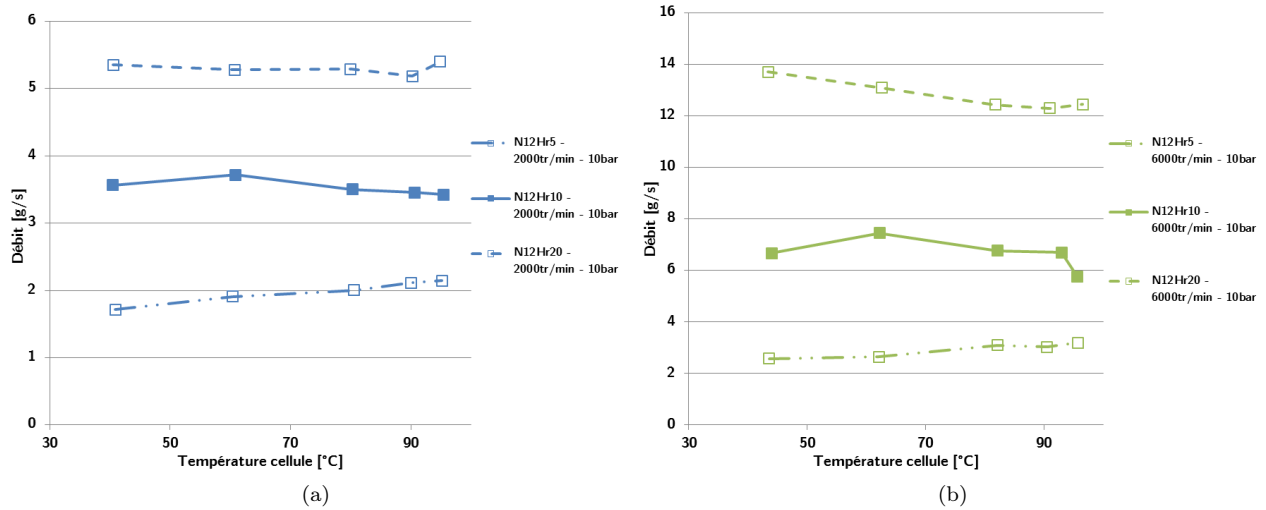 6
5
4
3
2
1
0
30
50
70
90
Débit [g/s]
Température cellule [°C]
N12Hr5 -
2000tr/min - 10bar
N12Hr10 -
2000tr/min - 10bar
N12Hr20 -
2000tr/min - 10bar
(a)
16
14
12
10
8
6
4
2
0
30
50
70
90
Débit [g/s]
Température cellule [°C]
N12Hr5 -
6000tr/min - 10bar
N12Hr10 -
6000tr/min - 10bar
N12Hr20 -
6000tr/min - 10bar
(b)